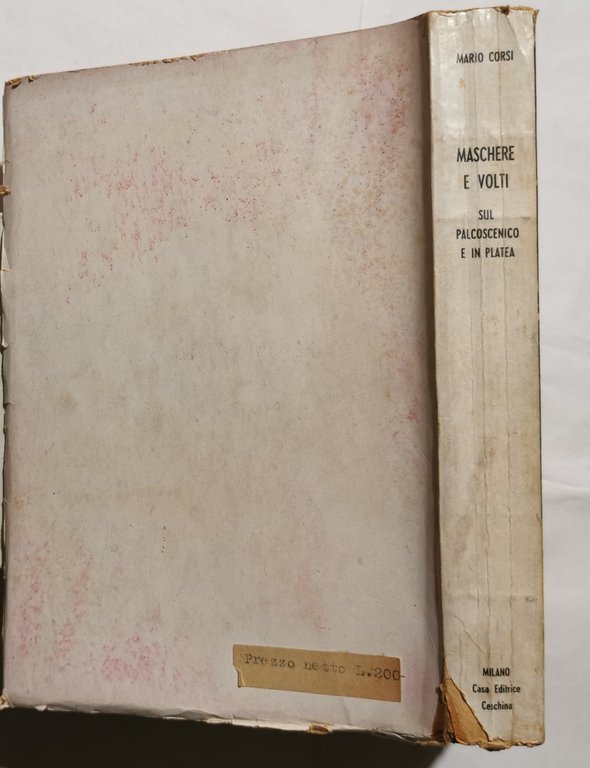 MARIO CORSI
MASCHERE
E VOLTI
SUL
PALCOSCENICO
E IN PLATEA
MILANO
Casa Editrice
Ceschina
Prezzo netto L.200-